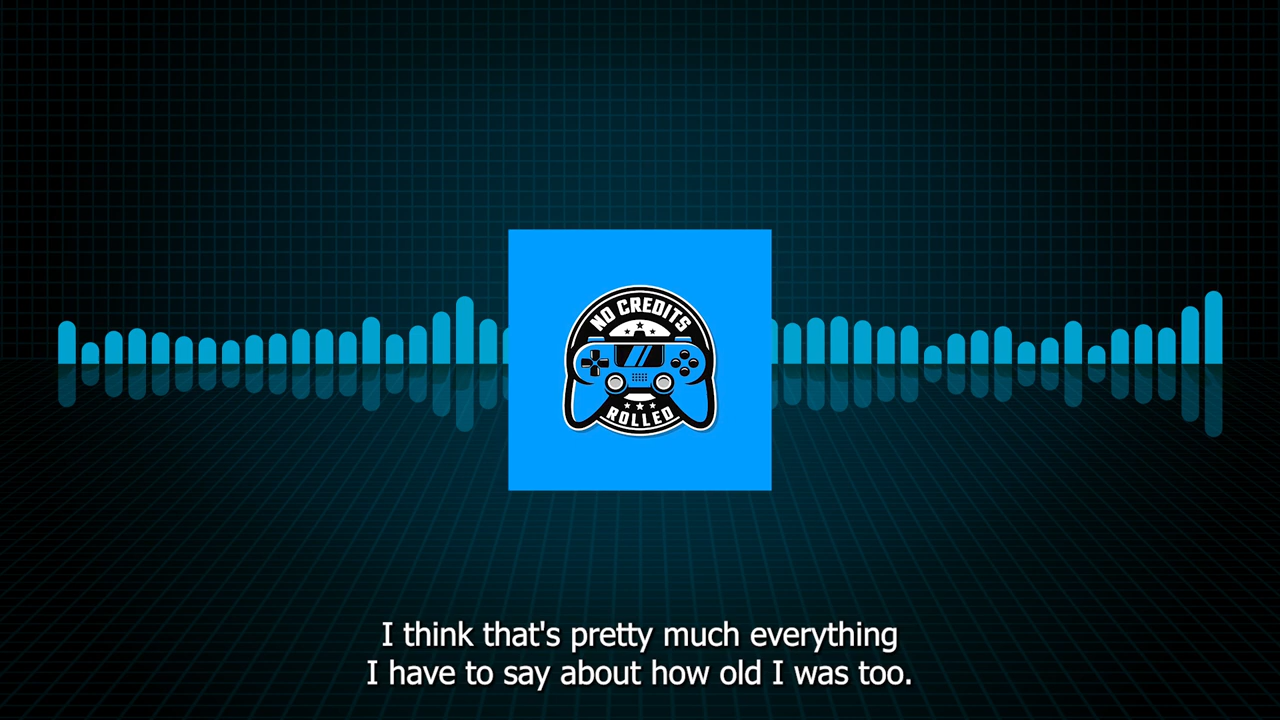 NO CREDITS
ROLLED
I think that's pretty much everything
I have to say about how old I was too.